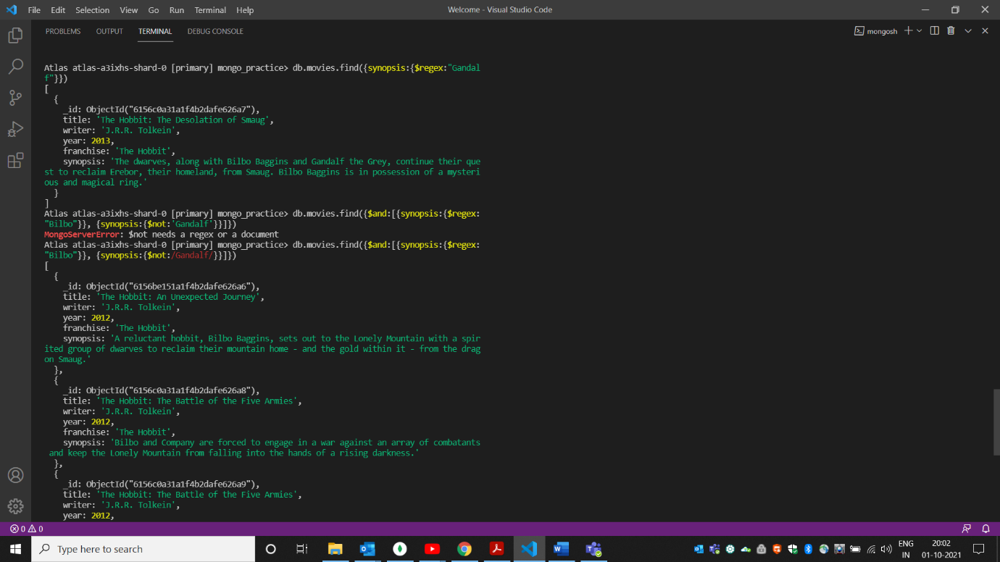 File Edit Selection View Go Run Terminal Help
Welcome - Visual Studio Code
PROBLEMS OUTPUT TERMINAL DEBUG CONSOLE
mongosh
Atlas atlas-a3ixhs-shard-0 [primary] mongo_practice> db.movies.find({synopsis:{$regex:"Gandal
f"}})
[
{
_id: ObjectId("6156c0a31a1f4b2dafe626a7"),
title: 'The Hobbit: The Desolation of Smaug',
writer: 'J.R.R. Tolkein',
year: 2013,
franchise: 'The Hobbit',
synopsis: 'The dwarves, along with Bilbo Baggins and Gandalf the Grey, continue their que
st to reclaim Erebor, their homeland, from Smaug. Bilbo Baggins is in possession of a mysteri
ous and magical ring.'
}
]
Atlas atlas-a3ixhs-shard-0 [primary] mongo_practice> db.movies.find({$and:[{synopsis:{$regex:
"Bilbo"}}, {synopsis:{$not:'Gandalf'}}]})
MongoServerError: $not needs a regex or a document
Atlas atlas-a3ixhs-shard-0 [primary] mongo_practice> db.movies.find({$and:[{synopsis:{$regex:
"Bilbo"}}, {synopsis:{$not:/Gandalf/}}]})
[
{
_id: ObjectId("6156be151a1f4b2dafe626a6"),
title: 'The Hobbit: An Unexpected Journey',
writer: 'J.R.R. Tolkein',
year: 2012,
franchise: 'The Hobbit',
synopsis: 'A reluctant hobbit, Bilbo Baggins, sets out to the Lonely Mountain with a spir
ited group of dwarves to reclaim their mountain home - and the gold within it - from the drag
on Smaug.'
},
{
_id: ObjectId("6156c0a31a1f4b2dafe626a8"),
title: 'The Hobbit: The Battle of the Five Armies',
writer: 'J.R.R. Tolkein',
year: 2012,
franchise: 'The Hobbit',
synopsis: 'Bilbo and Company are forced to engage in a war against an array of combatants
and keep the Lonely Mountain from falling into the hands of a rising darkness.'
},
{
_id: ObjectId("6156c0a31a1f4b2dafe626a9"),
title: 'The Hobbit: The Battle of the Five Armies',
writer: 'J.R.R. Tolkein',
year: 2012,
0 0
Type here to search
ENG
IN
20:02
01-10-2021